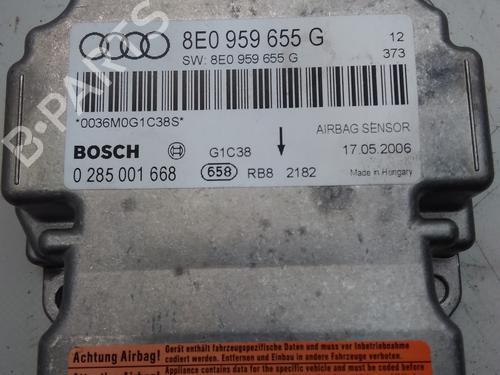 8E0 959 655 G 12
SW: 8E0 959 655 G 373
*0036M0G1C38S*
AIRBAG SENSOR
BOSCH G1C38 17.05.2006
0 285 001 668 658 RB8 2182 Made in Hungary
Achtung Airbag! Gerät enthält fahrzeugspezifische Daten und muss vor Inbetriebnahme
codiert werden. Entfernen und Einbau in andere Fahrzeuge verboten.
Appliance contains data for the specific vehicle and must be coded before
B-PARTS